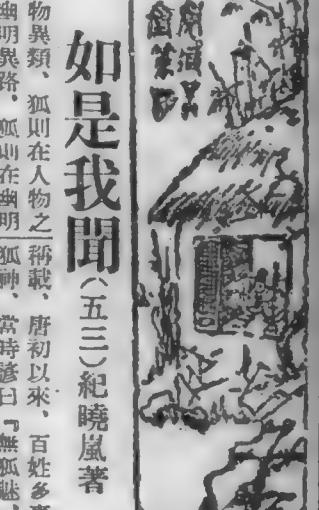 如是我聞(五三)紀曉嵐著
物異類、狐則在人物之
幽明異路、狐則在幽明
稱載、唐初以來、百姓多
狐神、當時諺曰『無狐魅、